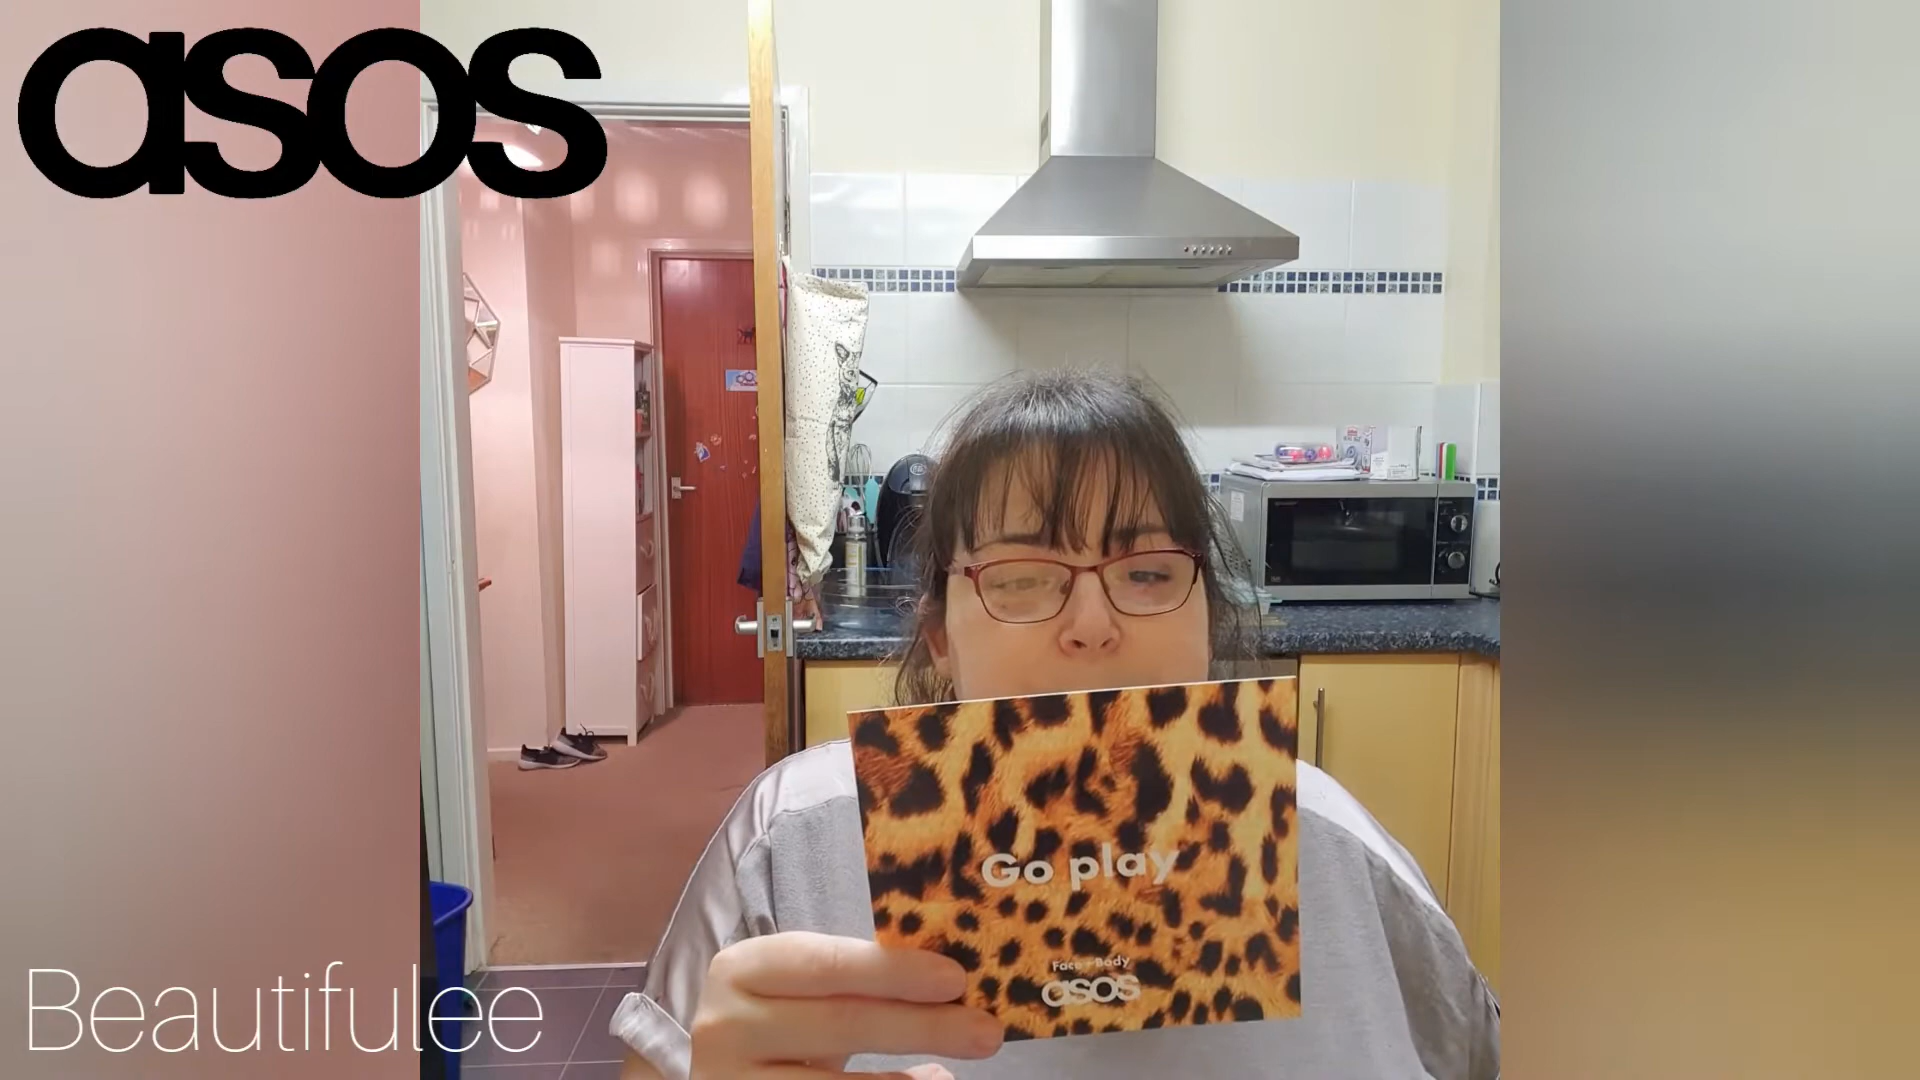 asos
Go play
Face + Body
asos
Beautifulee